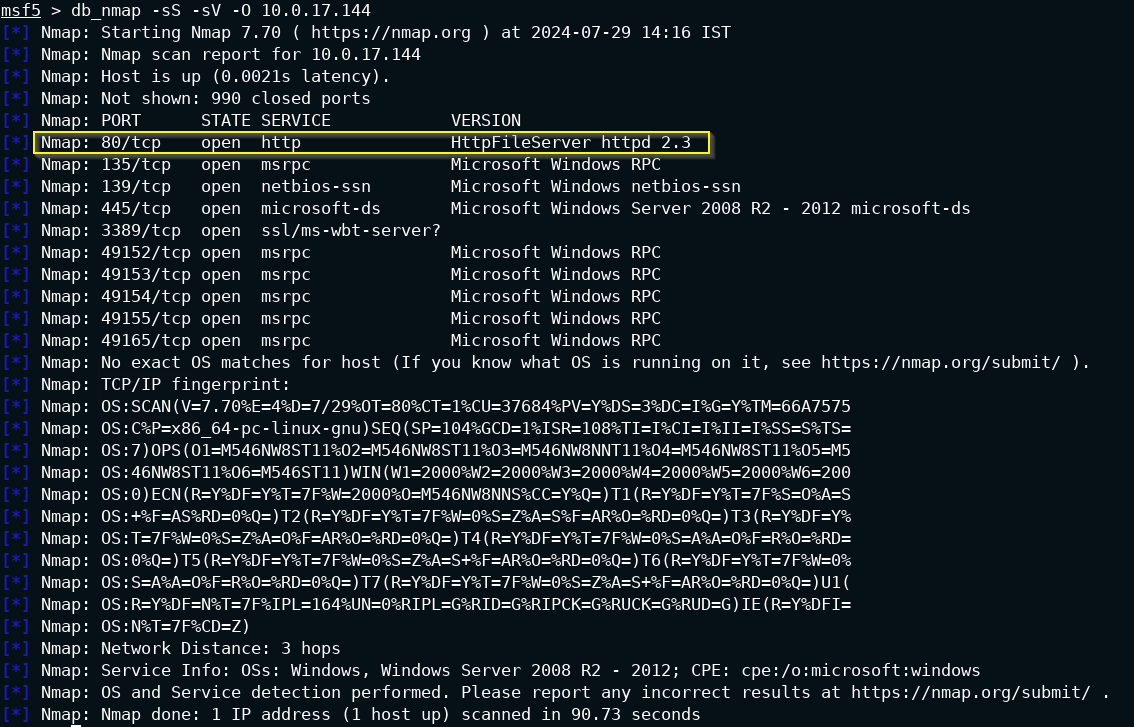 msf5 > db_nmap -sS -sV -O 10.0.17.144
[*] Nmap: Starting Nmap 7.70 ( https://nmap.org ) at 2024-07-29 14:16 IST
[*] Nmap: Nmap scan report for 10.0.17.144
[*] Nmap: Host is up (0.0021s latency).
[*] Nmap: Not shown: 990 closed ports
[*] Nmap: PORT      STATE SERVICE            VERSION
[*] Nmap: 80/tcp    open  http               HttpFileServer httpd 2.3
[*] Nmap: 135/tcp   open  msrpc              Microsoft Windows RPC
[*] Nmap: 139/tcp   open  netbios-ssn        Microsoft Windows netbios-ssn
[*] Nmap: 445/tcp   open  microsoft-ds       Microsoft Windows Server 2008 R2 - 2012 microsoft-ds
[*] Nmap: 3389/tcp  open  ssl/ms-wbt-server?
[*] Nmap: 49152/tcp open  msrpc              Microsoft Windows RPC
[*] Nmap: 49153/tcp open  msrpc              Microsoft Windows RPC
[*] Nmap: 49154/tcp open  msrpc              Microsoft Windows RPC
[*] Nmap: 49155/tcp open  msrpc              Microsoft Windows RPC
[*] Nmap: 49165/tcp open  msrpc              Microsoft Windows RPC
[*] Nmap: No exact OS matches for host (If you know what OS is running on it, see https://nmap.org/submit/ ).
[*] Nmap: TCP/IP fingerprint:
[*] Nmap: OS:SCAN(V=7.70%E=4%D=7/29%OT=80%CT=1%CU=37684%PV=Y%DS=3%DC=I%G=Y%TM=66A7575
[*] Nmap: OS:C%P=x86_64-pc-linux-gnu)SEQ(SP=104%GCD=1%ISR=108%TI=I%CI=I%II=I%SS=S%TS=
[*] Nmap: OS:7)OPS(O1=M546NW8ST11%O2=M546NW8ST11%O3=M546NW8NNT11%O4=M546NW8ST11%O5=M5
[*] Nmap: OS:46NW8ST11%O6=M546ST11)WIN(W1=2000%W2=2000%W3=2000%W4=2000%W5=2000%W6=200
[*] Nmap: OS:0)ECN(R=Y%DF=Y%T=7F%W=2000%O=M546NW8NNS%CC=Y%Q=)T1(R=Y%DF=Y%T=7F%S=O%A=S
[*] Nmap: OS:+%F=AS%RD=0%Q=)T2(R=Y%DF=Y%T=7F%W=0%S=Z%A=S%F=AR%O=%RD=0%Q=)T3(R=Y%DF=Y%
[*] Nmap: OS:T=7F%W=0%S=Z%A=O%F=AR%O=%RD=0%Q=)T4(R=Y%DF=Y%T=7F%W=0%S=A%A=O%F=R%O=%RD=
[*] Nmap: OS:0%Q=)T5(R=Y%DF=Y%T=7F%W=0%S=Z%A=S+%F=AR%O=%RD=0%Q=)T6(R=Y%DF=Y%T=7F%W=0%
[*] Nmap: OS:S=A%A=O%F=R%O=%RD=0%Q=)T7(R=Y%DF=Y%T=7F%W=0%S=Z%A=S+%F=AR%O=%RD=0%Q=)U1(
[*] Nmap: OS:R=Y%DF=N%T=7F%IPL=164%UN=0%RIPL=G%RID=G%RIPCK=G%RUCK=G%RUD=G)IE(R=Y%DFI=
[*] Nmap: OS:N%T=7F%CD=Z)
[*] Nmap: Network Distance: 3 hops
[*] Nmap: Service Info: OSs: Windows, Windows Server 2008 R2 - 2012; CPE: cpe:/o:microsoft:windows
[*] Nmap: OS and Service detection performed. Please report any incorrect results at https://nmap.org/submit/ .
[*] Nmap: Nmap done: 1 IP address (1 host up) scanned in 90.73 seconds